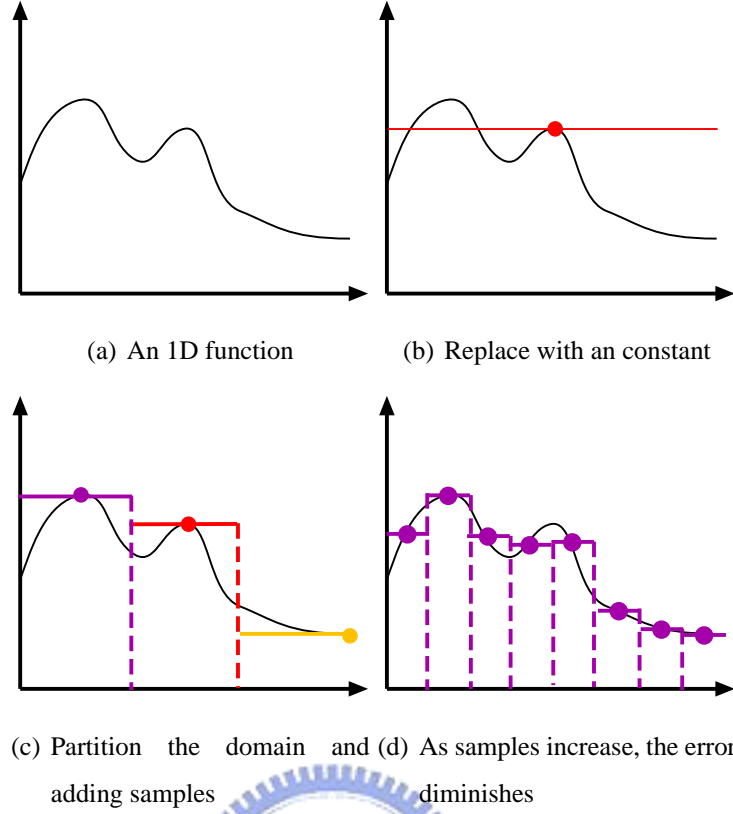 (a) An 1D function
(b) Replace with an constant
(c) Partition the domain and
adding samples
(d) As samples increase, the error
diminishes